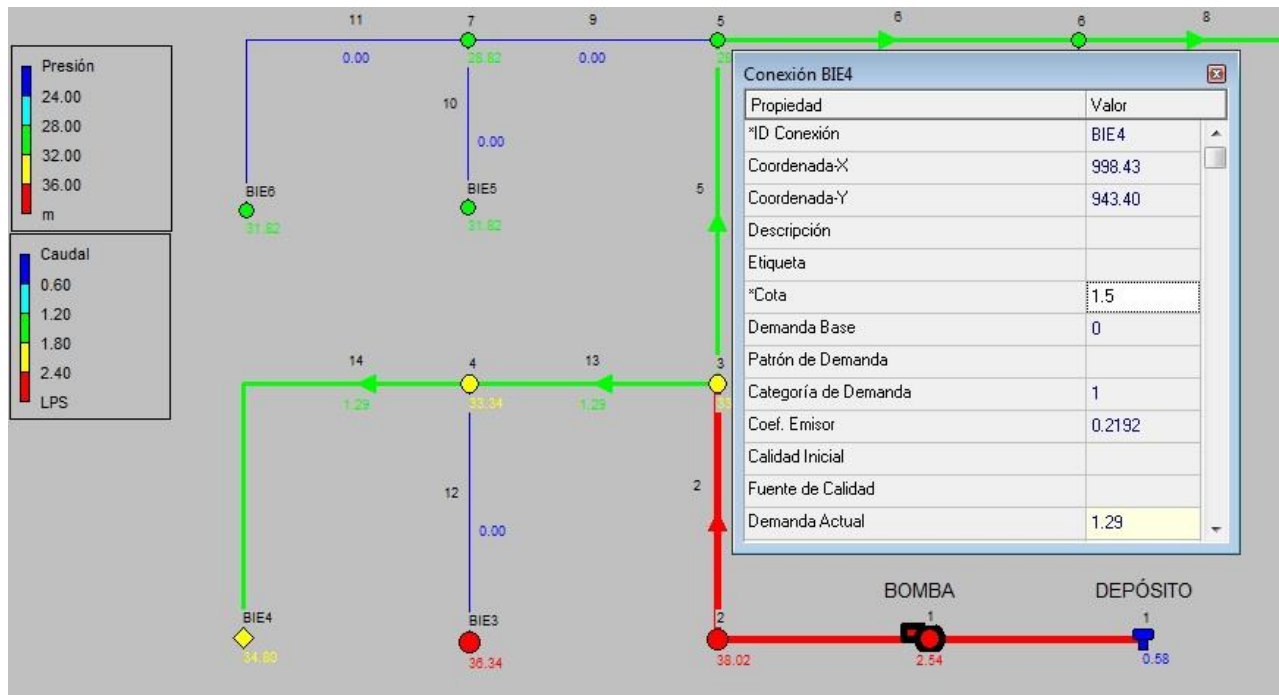 11 7 9 5 6 6 8
Presión
24.00
28.00
32.00
36.00
m
Caudal
0.60
1.20
1.80
2.40
LPS
0.00 28.82 0.00 28
10
0.00
BIE6 BIE5 5
31.82 31.82
14 4 13 3
1.29 33.34 1.29 33
12 2
0.00
BIE4 BIE3 2
34.80 36.34 38.02
Conexión BIE4
Propiedad Valor
*ID Conexión BIE4
Coordenada-X 998.43
Coordenada-Y 943.40
Descripción
Etiqueta
*Cota 1.5
Demanda Base 0
Patrón de Demanda
Categoría de Demanda 1
Coef. Emisor 0.2192
Calidad Inicial
Fuente de Calidad
Demanda Actual 1.29
BOMBA DEPÓSITO
1 1
2.54 0.58